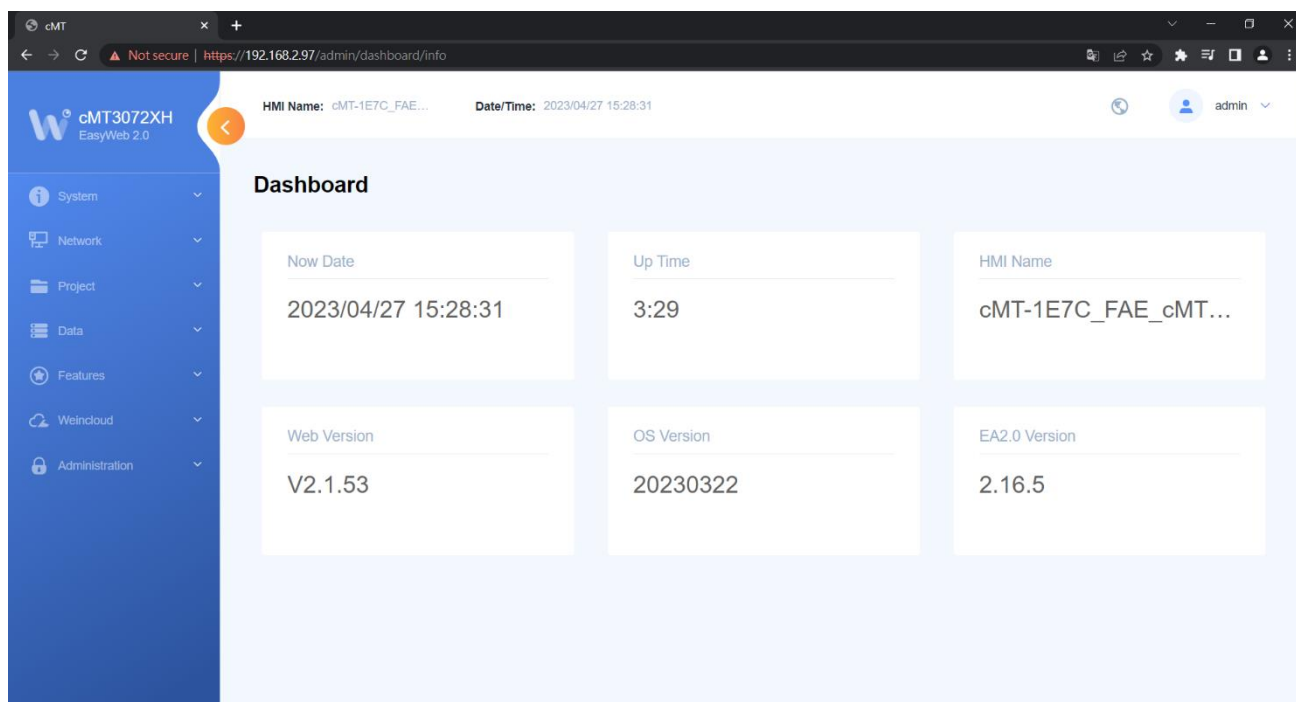 cMT
Not secure | https://192.168.2.97/admin/dashboard/info
cMT3072XH
EasyWeb 2.0
HMI Name: cMT-1E7C_FAE... Date/Time: 2023/04/27 15:28:31
admin
System
Network
Project
Data
Features
Weincloud
Administration
Dashboard
Now Date
2023/04/27 15:28:31
Up Time
3:29
HMI Name
cMT-1E7C_FAE_cMT...
Web Version
V2.1.53
OS Version
20230322
EA2.0 Version
2.16.5